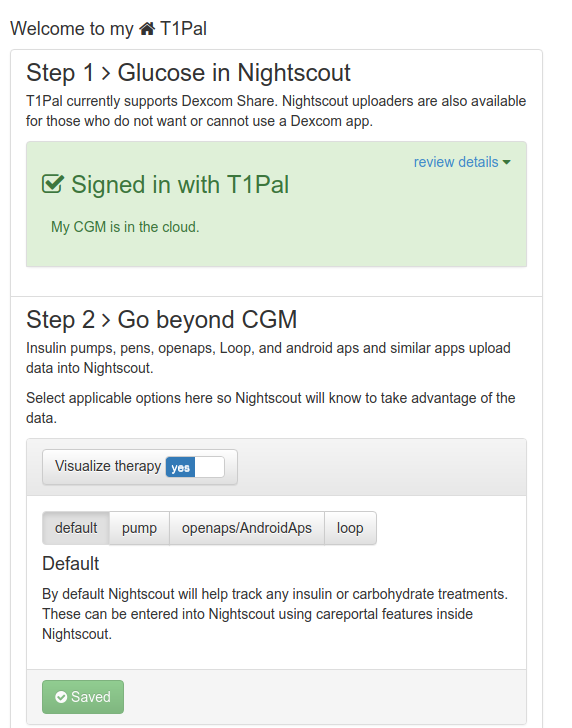 Welcome to my T1Pal
Step 1 > Glucose in Nightscout
T1Pal currently supports Dexcom Share. Nightscout uploaders are also available
for those who do not want or cannot use a Dexcom app.
review details
Signed in with T1Pal
My CGM is in the cloud.
Step 2 > Go beyond CGM
Insulin pumps, pens, openaps, Loop, and android aps and similar apps upload
data into Nightscout.
Select applicable options here so Nightscout will know to take advantage of the
data.
Visualize therapy yes
default pump openaps/AndroidAps loop
Default
By default Nightscout will help track any insulin or carbohydrate treatments.
These can be entered into Nightscout using careportal features inside
Nightscout.
Saved